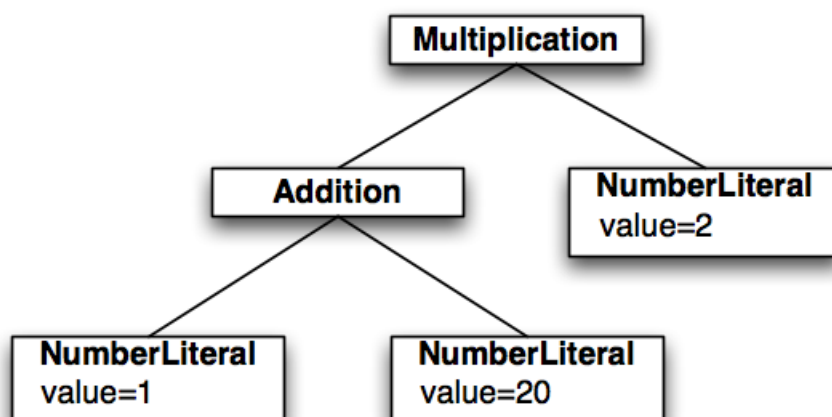 Multiplication
Addition
NumberLiteral
value=2
NumberLiteral
value=1
NumberLiteral
value=20